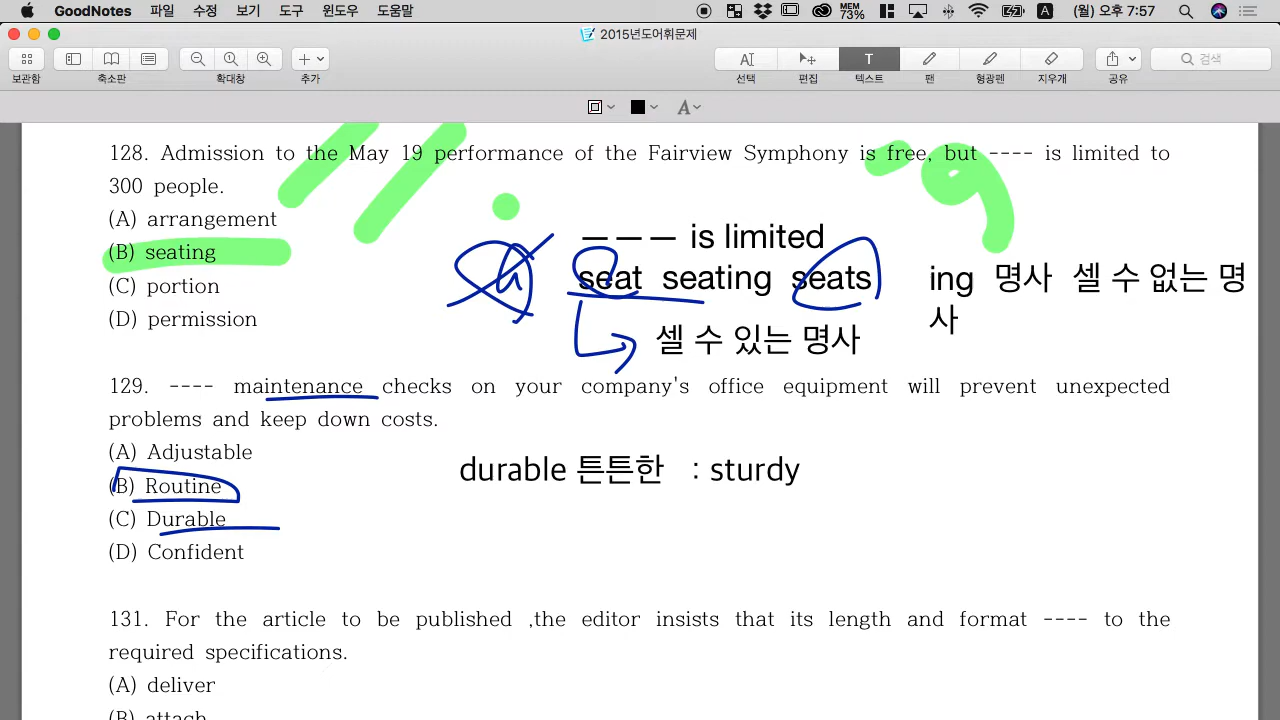 GoodNotes 파일 수정 보기 도구 윈도우 도움말 MEM 73% A (월) 오후 7:57
2015년도어휘문제
보관함 축소판 확대창 추가 선택 편집 T 텍스트 펜 형광펜 지우개 공유 검색
128. Admission to the May 19 performance of the Fairview Symphony is free, but ---- is limited to
300 people.
(A) arrangement
(B) seating
(C) portion
(D) permission
— — — is limited
a seat seating seats
ing 명사 셀 수 없는 명
사
셀 수 있는 명사
129. ---- maintenance checks on your company's office equipment will prevent unexpected
problems and keep down costs.
(A) Adjustable
(B) Routine
(C) Durable
(D) Confident
durable 튼튼한 : sturdy
131. For the article to be published ,the editor insists that its length and format ---- to the
required specifications.
(A) deliver
(B) attach